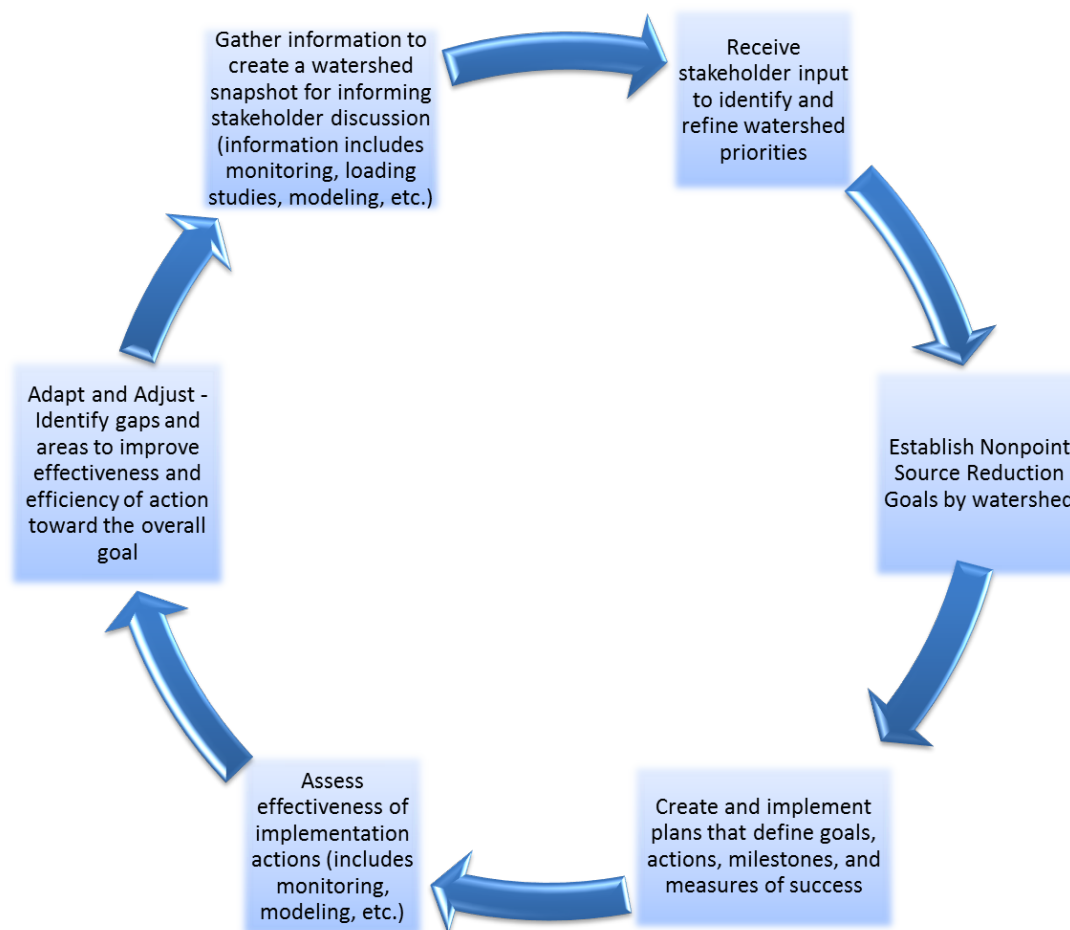 Gather information to
create a watershed
snapshot for informing
stakeholder discussion
(information includes
monitoring, loading
studies, modeling, etc.)
Receive
stakeholder input
to identify and
refine watershed
priorities
Establish Nonpoint
Source Reduction
Goals by watershed
Create and implement
plans that define goals,
actions, milestones, and
measures of success
Assess
effectiveness of
implementation
actions (includes
monitoring,
modeling, etc.)
Adapt and Adjust -
Identify gaps and
areas to improve
effectiveness and
efficiency of action
toward the overall
goal